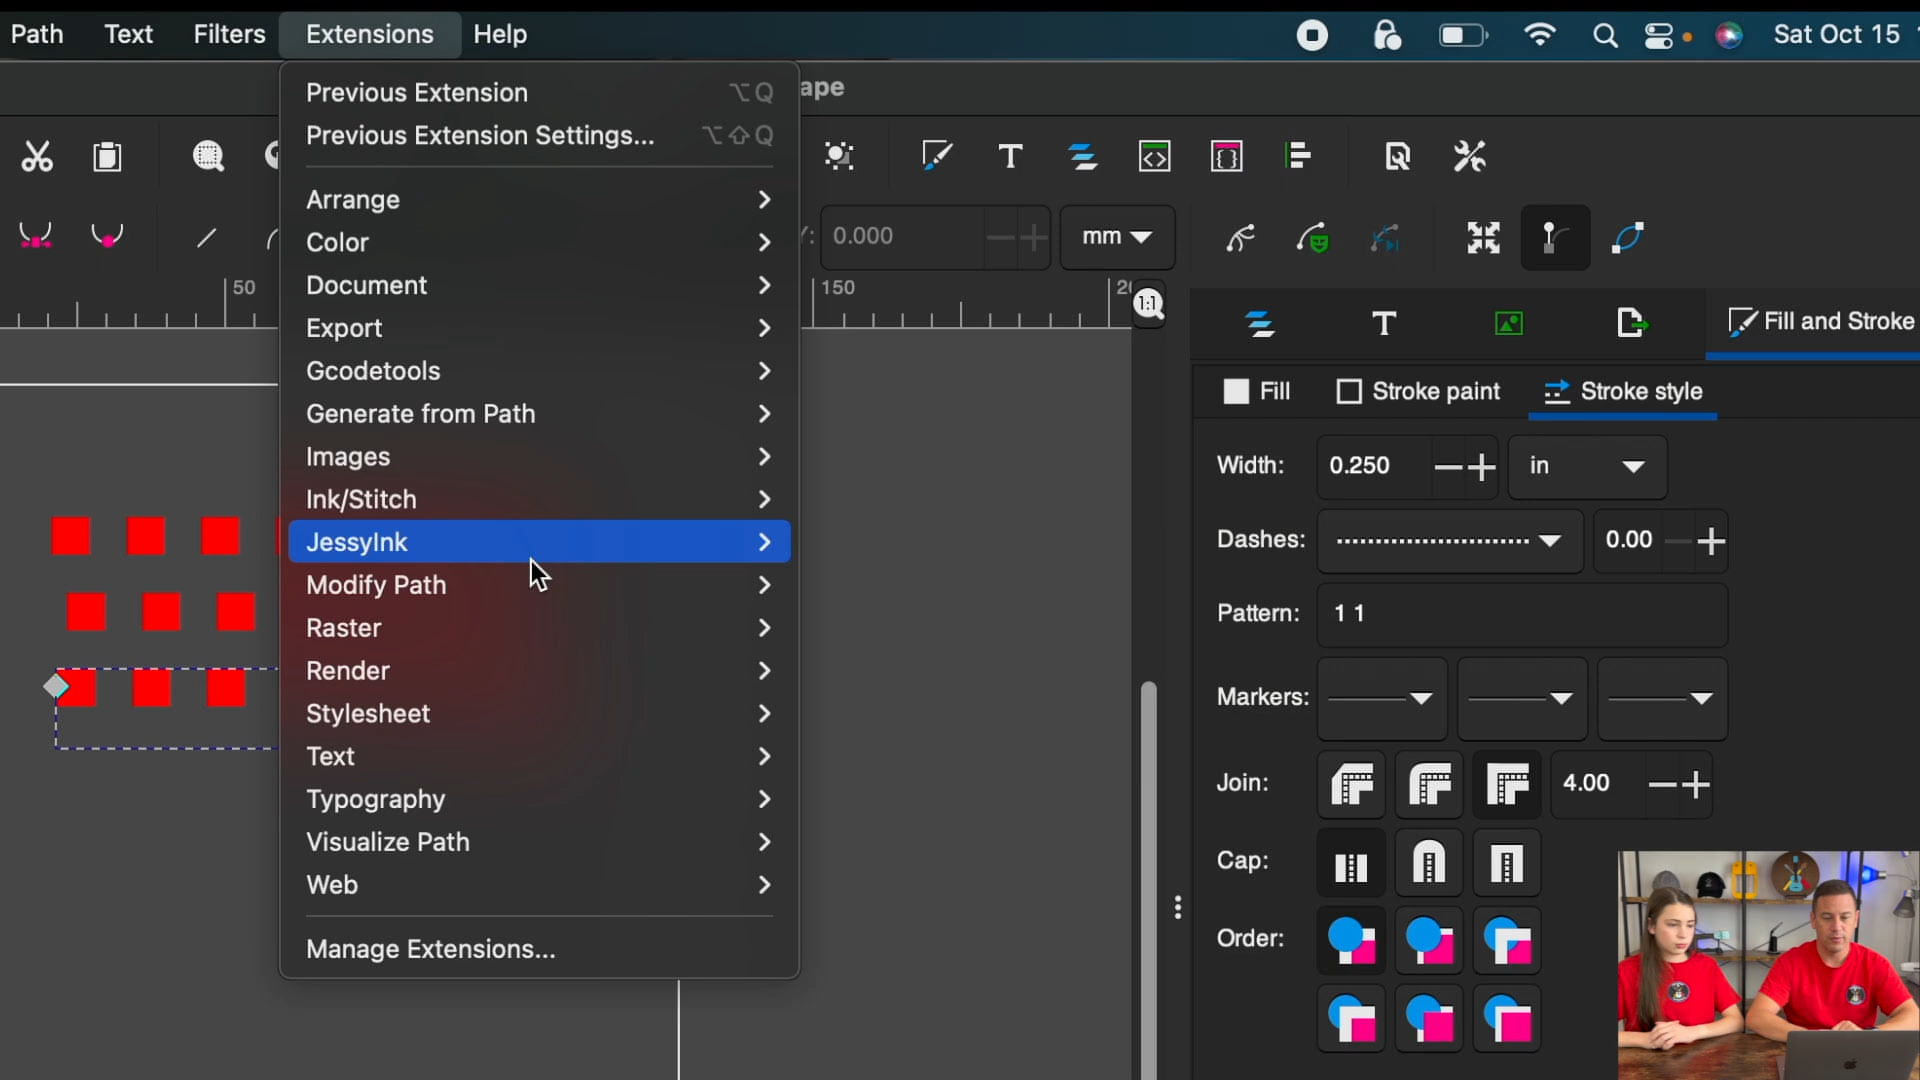 Path Text Filters Extensions Help Sat Oct 15
Previous Extension ⌥Q
Previous Extension Settings... ⌥⇧Q
ape
Arrange
Color
Document
Export
Gcodetools
Generate from Path
Images
Ink/Stitch
JessyInk
Modify Path
Raster
Render
Stylesheet
Text
Typography
Visualize Path
Web
Manage Extensions...
0.000 mm
50 150
1:1
Fill and Stroke
Fill Stroke paint Stroke style
Width: 0.250 in
Dashes: 0.00
Pattern: 1 1
Markers:
Join: 4.00
Cap:
Order: